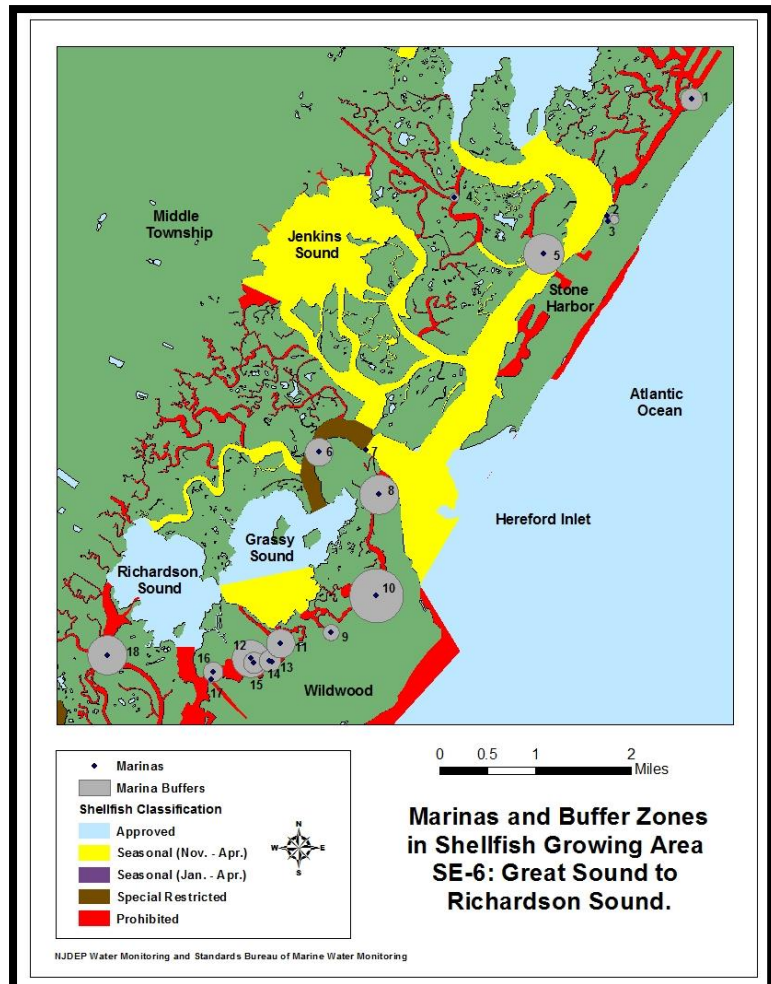 1
2
3
4
Middle
Township
Jenkins
Sound
5
Stone
Harbor
Atlantic
Ocean
6
7
8
Hereford Inlet
Grassy
Sound
Richardson
Sound
10
9
11
18
12
13
14
15
16
17
Wildwood
Marinas
Marina Buffers
Shellfish Classification
Approved
Seasonal (Nov. - Apr.)
Seasonal (Jan. - Apr.)
Special Restricted
Prohibited
N
W
E
S
0 0.5 1 2
Miles
Marinas and Buffer Zones
in Shellfish Growing Area
SE-6: Great Sound to
Richardson Sound.
NJDEP Water Monitoring and Standards Bureau of Marine Water Monitoring